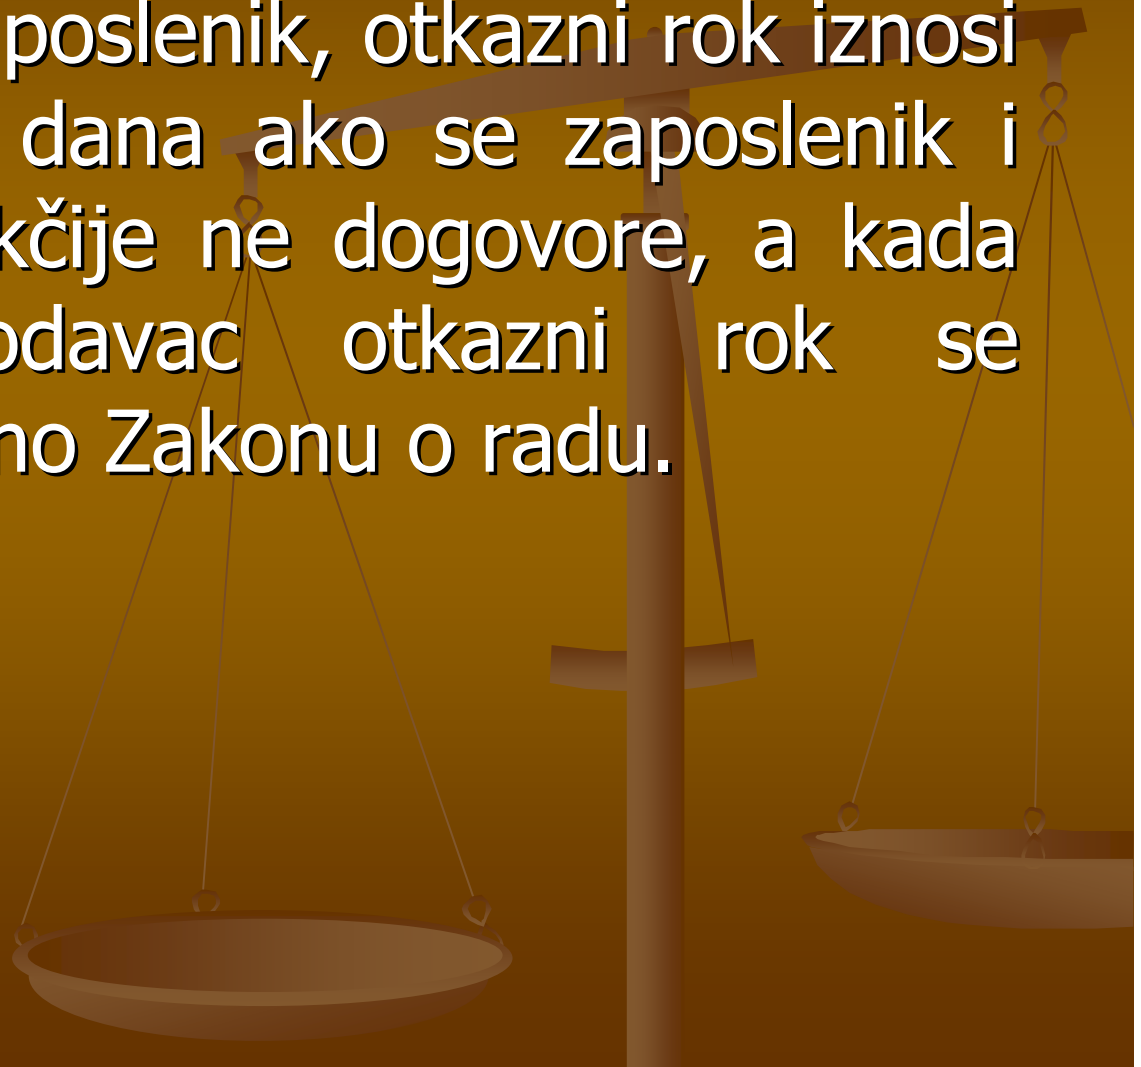 poslenik, otkazni rok iznosi
dana ako se zaposlenik i
kčije ne dogovore, a kada
odavac otkazni rok se
no Zakonu o radu.